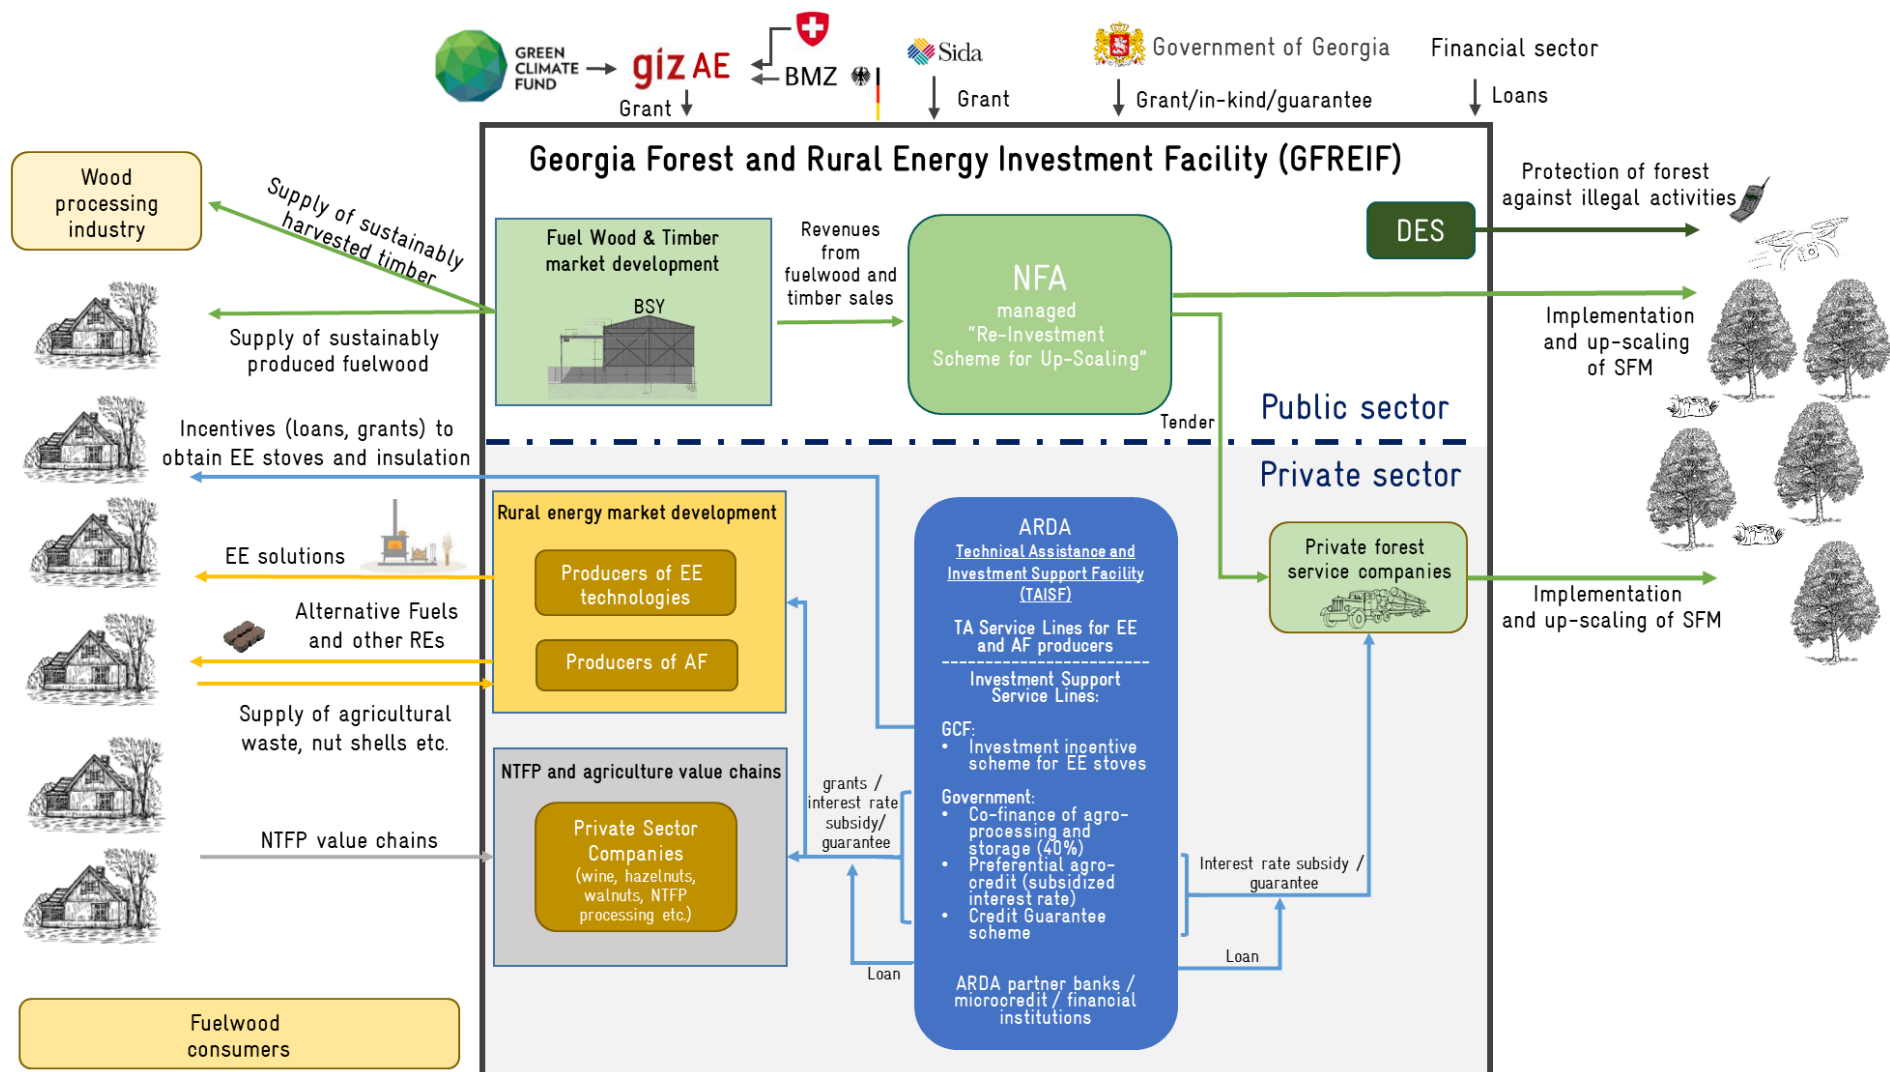 GREEN
CLIMATE
FUND
giz AE
BMZ
Sida
Government of Georgia
Financial sector
Grant
Grant
Grant/in-kind/guarantee
Loans
Georgia Forest and Rural Energy Investment Facility (GFREIF)
Wood
processing
industry
Supply of sustainably
harvested timber
Supply of sustainably
produced fuelwood
Incentives (loans, grants) to
obtain EE stoves and insulation
EE solutions
Alternative Fuels
and other REs
Supply of agricultural
waste, nut shells etc.
NTFP value chains
Fuelwood
consumers
Fuel Wood & Timber
market development
BSY
Revenues
from
fuelwood and
timber sales
NFA
managed
"Re-Investment
Scheme for Up-Scaling"
DES
Protection of forest
against illegal activities
Implementation
and up-scaling
of SFM
Public sector
Tender
Private sector
Rural energy market development
Producers of EE
technologies
Producers of AF
NTFP and agriculture value chains
Private Sector
Companies
(wine, hazelnuts,
walnuts, NTFP
processing etc.)
grants /
interest rate
subsidy/
guarantee
Loan
ARDA
Technical Assistance and
Investment Support Facility
(TAISF)
TA Service Lines for EE
and AF producers
Investment Support
Service Lines:
GCF:
• Investment incentive
scheme for EE stoves
Government:
• Co-finance of agro-
processing and
storage (40%)
• Preferential agro-
credit (subsidized
interest rate)
• Credit Guarantee
scheme
ARDA partner banks /
microcredit / financial
institutions
Interest rate subsidy /
guarantee
Loan
Private forest
service companies
Implementation
and up-scaling of SFM